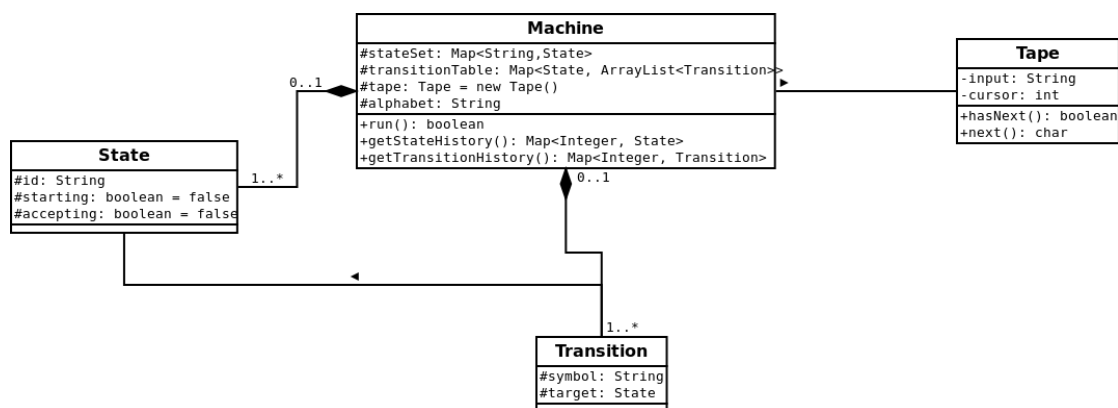 Machine
#stateSet: Map<String,State>
#transitionTable: Map<State, ArrayList<Transition>>
#tape: Tape = new Tape()
#alphabet: String
+run(): boolean
+getStateHistory(): Map<Integer, State>
+getTransitionHistory(): Map<Integer, Transition>
Tape
-input: String
-cursor: int
+hasNext(): boolean
+next(): char
0..1
State
#id: String
#starting: boolean = false
#accepting: boolean = false
1..*
0..1
1..*
Transition
#symbol: String
#target: State